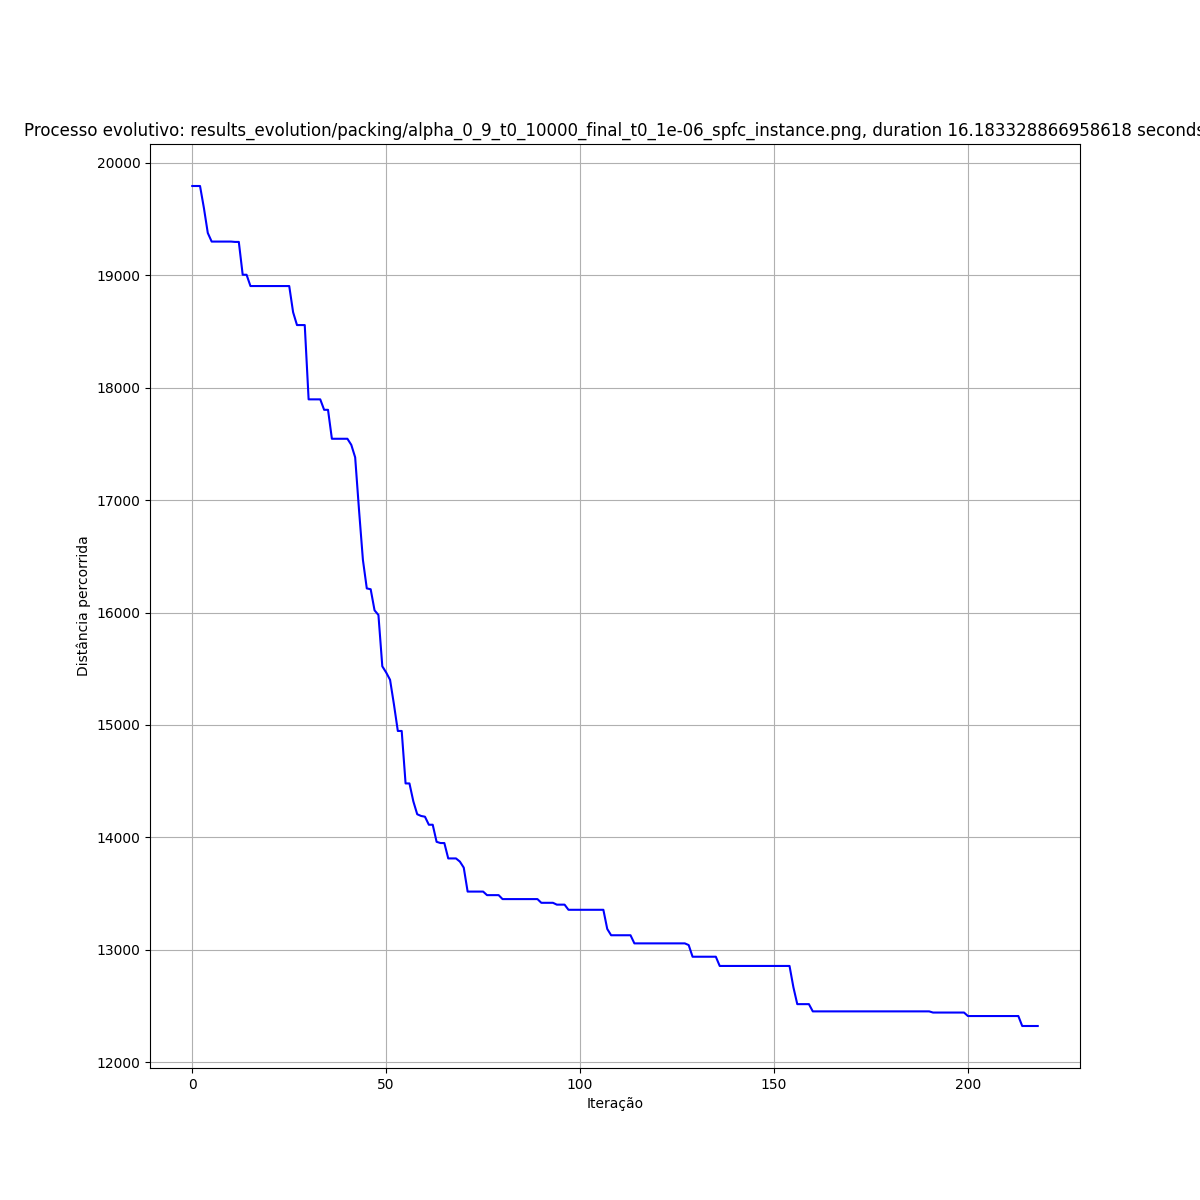 Processo evolutivo: results_evolution/packing/alpha_0_9_t0_10000_final_t0_1e-06_spfc_instance.png, duration 16.183328866958618 seconds
20000
19000
18000
17000
16000
15000
14000
13000
12000
Distância percorrida
0 50 100 150 200
Iteração